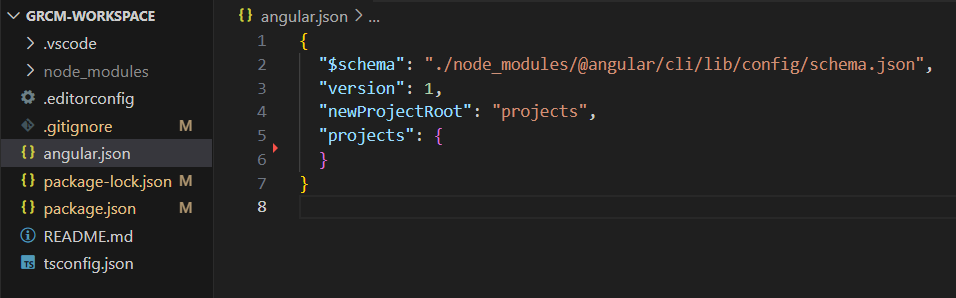 GRCM-WORKSPACE
.vscode
node_modules
.editorconfig
.gitignore M
{} angular.json
{} package-lock.json M
{} package.json M
README.md
tsconfig.json
{} angular.json > ...
1 {
2 "$schema": "./node_modules/@angular/cli/lib/config/schema.json",
3 "version": 1,
4 "newProjectRoot": "projects",
5 "projects": {
6 }
7 }
8